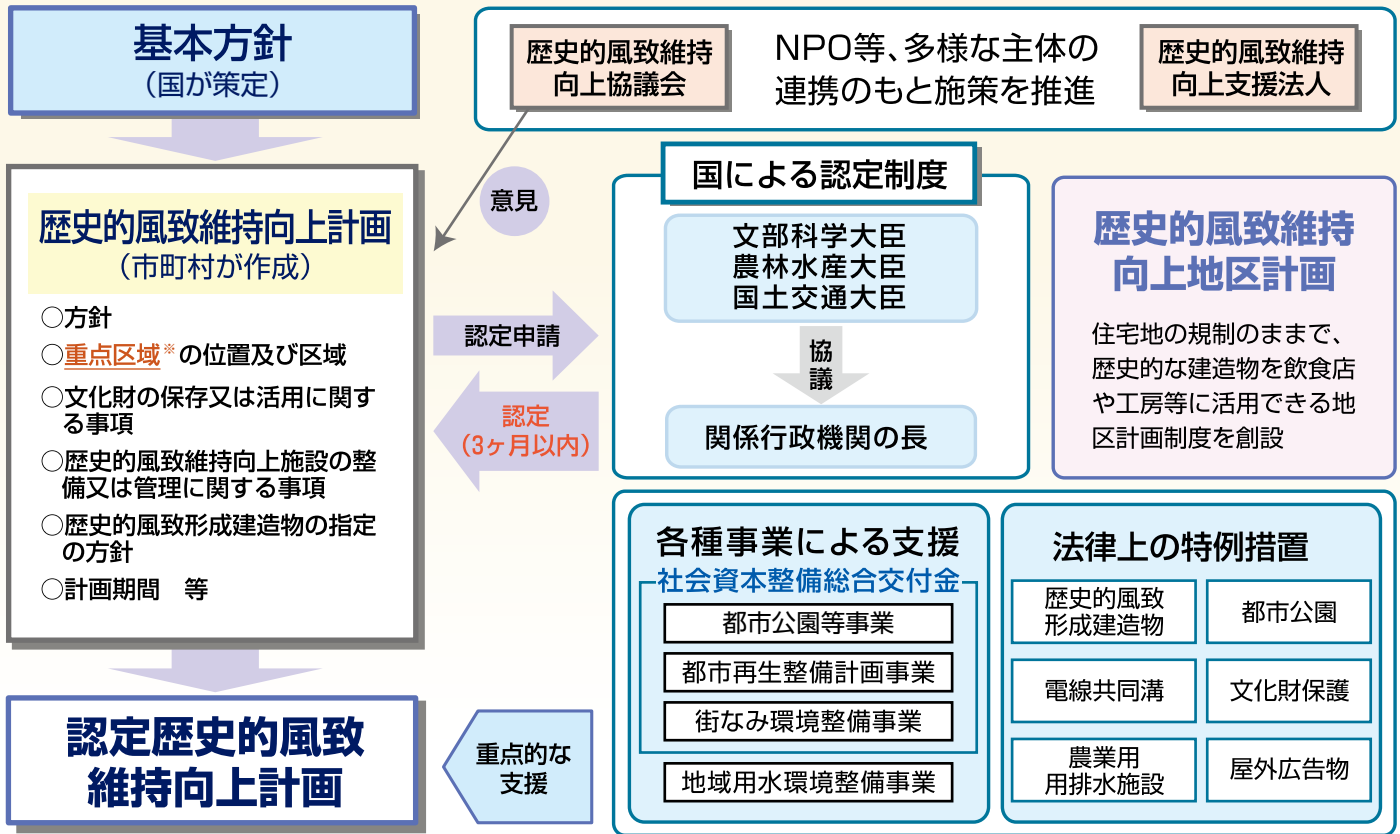 基本方針
(国が策定)
歴史的風致維持
向上協議会
NPO等、多様な主体の
連携のもと施策を推進
歴史的風致維持
向上支援法人
意見
歴史的風致維持向上計画
(市町村が作成)
○方針
○重点区域※の位置及び区域
○文化財の保存又は活用に関す
る事項
○歴史的風致維持向上施設の整
備又は管理に関する事項
○歴史的風致形成建造物の指定
の方針
○計画期間 等
認定申請
認定
(3ヶ月以内)
国による認定制度
文部科学大臣
農林水産大臣
国土交通大臣
協
議
関係行政機関の長
歴史的風致維持
向上地区計画
住宅地の規制のままで、
歴史的な建造物を飲食店
や工房等に活用できる地
区計画制度を創設
認定歴史的風致
維持向上計画
重点的な
支援
各種事業による支援
社会資本整備総合交付金
都市公園等事業
都市再生整備計画事業
街なみ環境整備事業
地域用水環境整備事業
法律上の特例措置
歴史的風致
形成建造物
都市公園
電線共同溝
文化財保護
農業用
用排水施設
屋外広告物